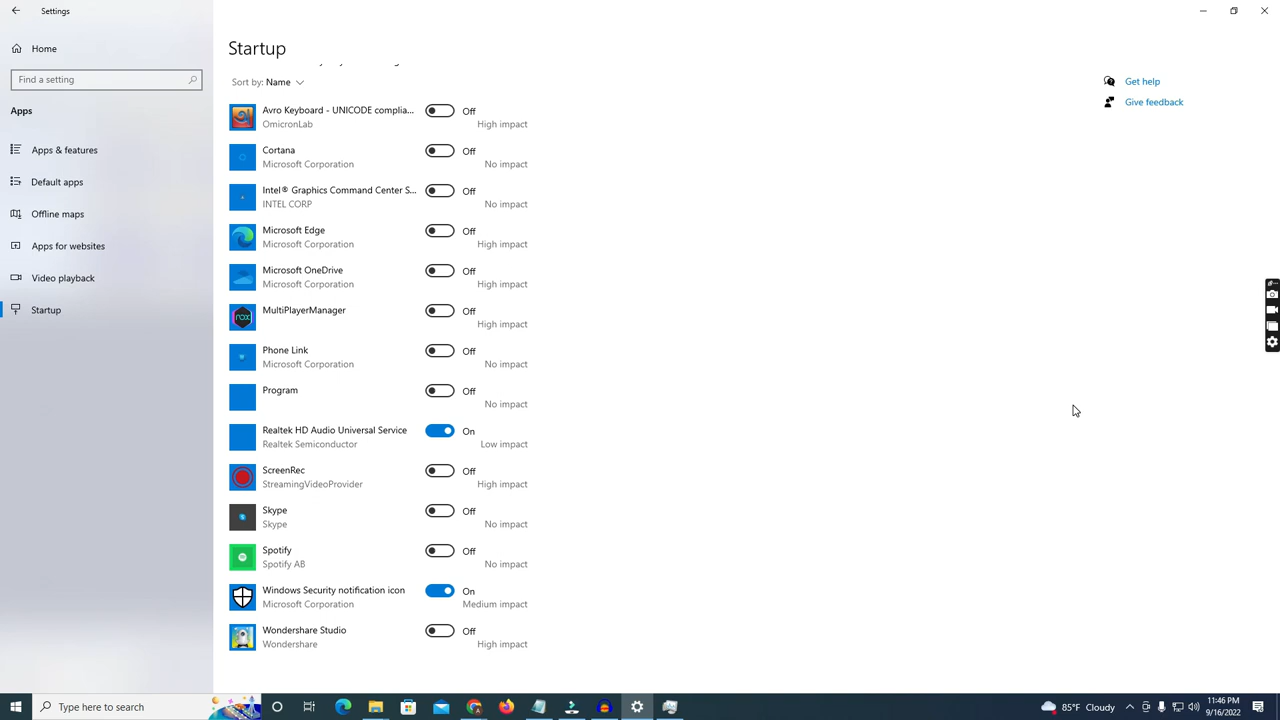 Settings
Home
Find a setting
Apps
Apps & features
Default apps
Offline maps
Apps for websites
Video playback
Startup
Startup
Sort by: Name
Avro Keyboard - UNICODE complia...
Off
OmicronLab
High impact
Cortana
Off
Microsoft Corporation
No impact
Intel® Graphics Command Center S...
Off
INTEL CORP
No impact
Microsoft Edge
Off
Microsoft Corporation
High impact
Microsoft OneDrive
Off
Microsoft Corporation
High impact
rox
MultiPlayerManager
Off
High impact
Phone Link
Off
Microsoft Corporation
No impact
Program
Off
No impact
Realtek HD Audio Universal Service
On
Realtek Semiconductor
Low impact
ScreenRec
Off
StreamingVideoProvider
High impact
Skype
Off
Skype
No impact
Spotify
Off
Spotify AB
No impact
Windows Security notification icon
On
Microsoft Corporation
Medium impact
Wondershare Studio
Off
Wondershare
High impact
Get help
Give feedback
Type here to search
85°F Cloudy
11:46 PM
9/16/2022